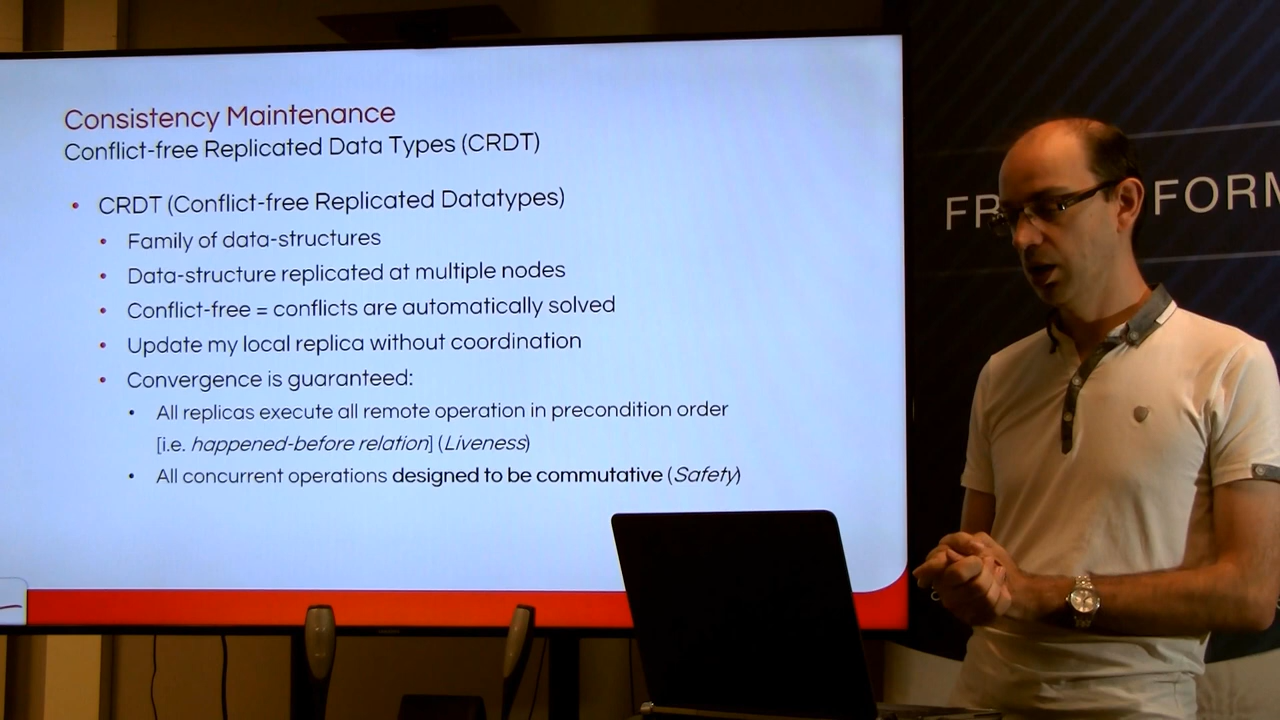 Consistency Maintenance
Conflict-free Replicated Data Types (CRDT)
• CRDT (Conflict-free Replicated Datatypes)
• Family of data-structures
• Data-structure replicated at multiple nodes
• Conflict-free = conflicts are automatically solved
• Update my local replica without coordination
• Convergence is guaranteed:
• All replicas execute all remote operation in precondition order
[i.e. happened-before relation] (Liveness)
• All concurrent operations designed to be commutative (Safety)
FR FORM